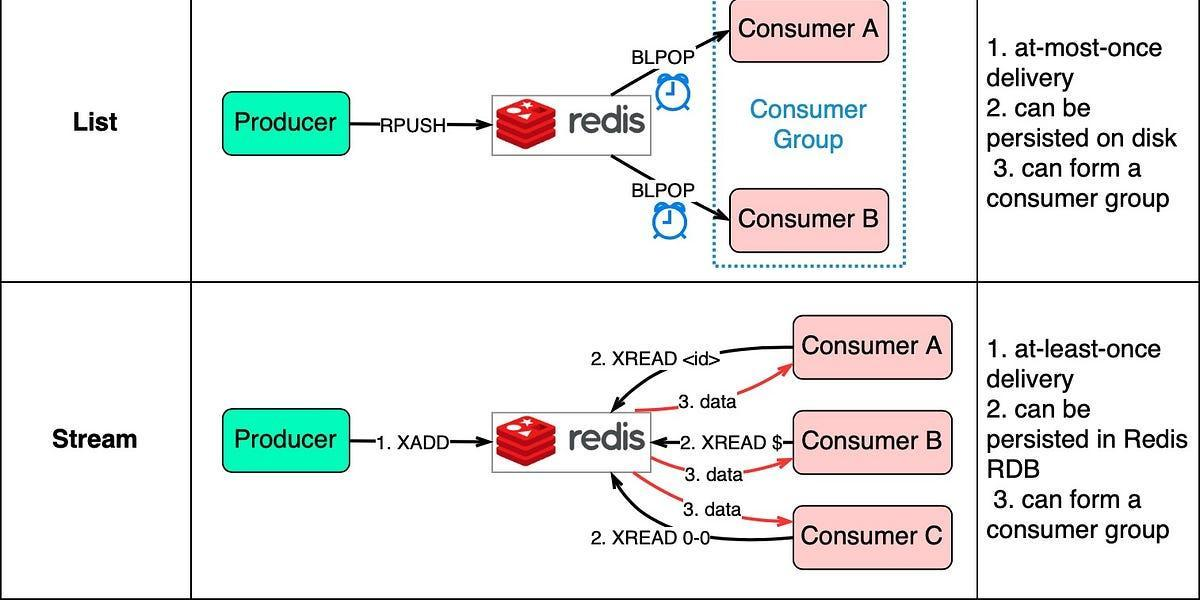 List
Producer
RPUSH
redis
BLPOP
BLPOP
Consumer A
Consumer
Group
Consumer B
1. at-most-once
delivery
2. can be
persisted on disk
3. can form a
consumer group
Stream
Producer
1. XADD
redis
2. XREAD <id>
3. data
2. XREAD $
3. data
3. data
2. XREAD 0-0
Consumer A
Consumer B
Consumer C
1. at-least-once
delivery
2. can be
persisted in Redis
RDB
3. can form a
consumer group